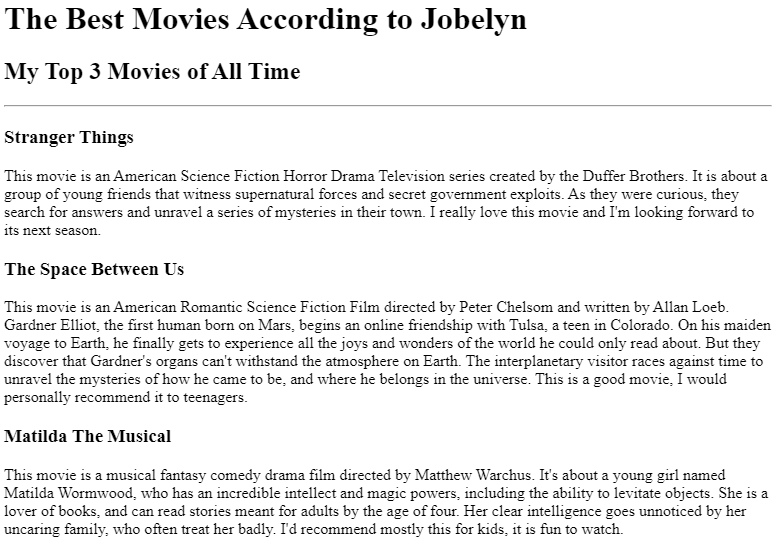 The Best Movies According to Jobelyn
My Top 3 Movies of All Time
Stranger Things
This movie is an American Science Fiction Horror Drama Television series created by the Duffer Brothers. It is about a
group of young friends that witness supernatural forces and secret government exploits. As they were curious, they
search for answers and unravel a series of mysteries in their town. I really love this movie and I'm looking forward to
its next season.
The Space Between Us
This movie is an American Romantic Science Fiction Film directed by Peter Chelsom and written by Allan Loeb.
Gardner Elliot, the first human born on Mars, begins an online friendship with Tulsa, a teen in Colorado. On his maiden
voyage to Earth, he finally gets to experience all the joys and wonders of the world he could only read about. But they
discover that Gardner's organs can't withstand the atmosphere on Earth. The interplanetary visitor races against time to
unravel the mysteries of how he came to be, and where he belongs in the universe. This is a good movie, I would
personally recommend it to teenagers.
Matilda The Musical
This movie is a musical fantasy comedy drama film directed by Matthew Warchus. It's about a young girl named
Matilda Wormwood, who has an incredible intellect and magic powers, including the ability to levitate objects. She is a
lover of books, and can read stories meant for adults by the age of four. Her clear intelligence goes unnoticed by her
uncaring family, who often treat her badly. I'd recommend mostly this for kids, it is fun to watch.